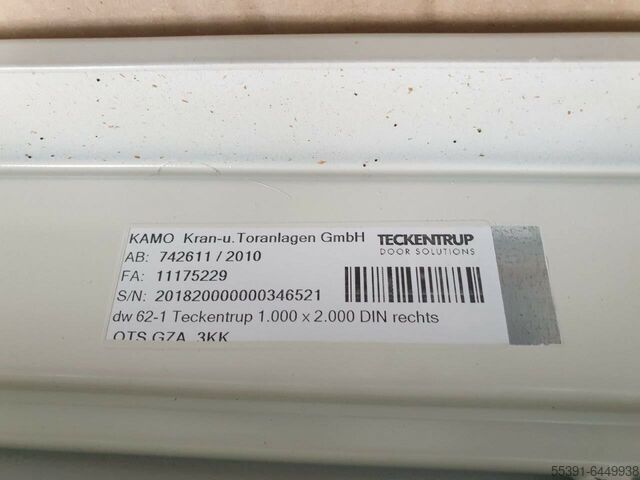 KAMO Kran-u.Toranlagen GmbH
TECKENTRUP
DOOR SOLUTIONS
AB: 742611 / 2010
FA: 11175229
S/N: 201820000000346521
dw 62-1 Teckentrup 1.000 x 2.000 DIN rechts
OTS GZA 3KK
55391-6449938